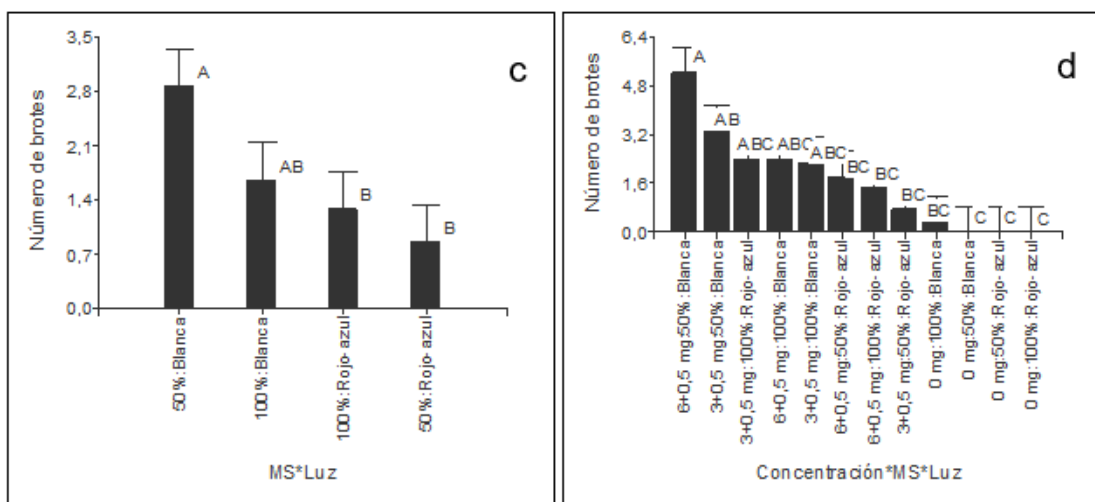 c
Número de brotes
3,5
2,8
2,1
1,4
0,7
0,0
A
AB
B
B
50%:Blanca
100%:Blanca
100%:Rojo-azul
50%:Rojo-azul
MS*Luz
d
Número de brotes
6,4
4,8
3,2
1,6
0,0
A
AB
ABC
ABC
ABC
BC
BC
BC
BC
C
C
C
6+0,5 mg:50%:Blanca
3+0,5 mg:50%:Blanca
3+0,5 mg:100%:Rojo-azul
6+0,5 mg:100%:Blanca
3+0,5 mg:100%:Blanca
6+0,5 mg:50%:Rojo-azul
6+0,5 mg:100%:Rojo-azul
3+0,5 mg:50%:Rojo-azul
0 mg:100%:Blanca
0 mg:50%:Blanca
0 mg:50%:Rojo-azul
0 mg:100%:Rojo-azul
Concentración*MS*Luz